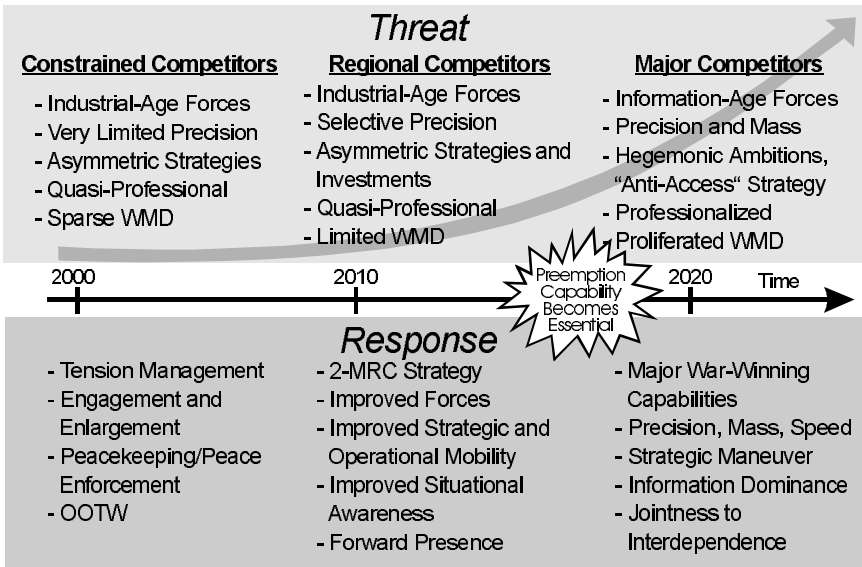 Threat
Constrained Competitors
- Industrial-Age Forces
- Very Limited Precision
- Asymmetric Strategies
- Quasi-Professional
- Sparse WMD
Regional Competitors
- Industrial-Age Forces
- Selective Precision
- Asymmetric Strategies and
Investments
- Quasi-Professional
- Limited WMD
Major Competitors
- Information-Age Forces
- Precision and Mass
- Hegemonic Ambitions,
“Anti-Access“ Strategy
- Professionalized
- Proliferated WMD
2000
2010
Preemption
Capability
Becomes
Essential
2020
Time
Response
- Tension Management
- Engagement and
Enlargement
- Peacekeeping/Peace
Enforcement
- OOTW
- 2-MRC Strategy
- Improved Forces
- Improved Strategic and
Operational Mobility
- Improved Situational
Awareness
- Forward Presence
- Major War-Winning
Capabilities
- Precision, Mass, Speed
- Strategic Maneuver
- Information Dominance
- Jointness to
Interdependence